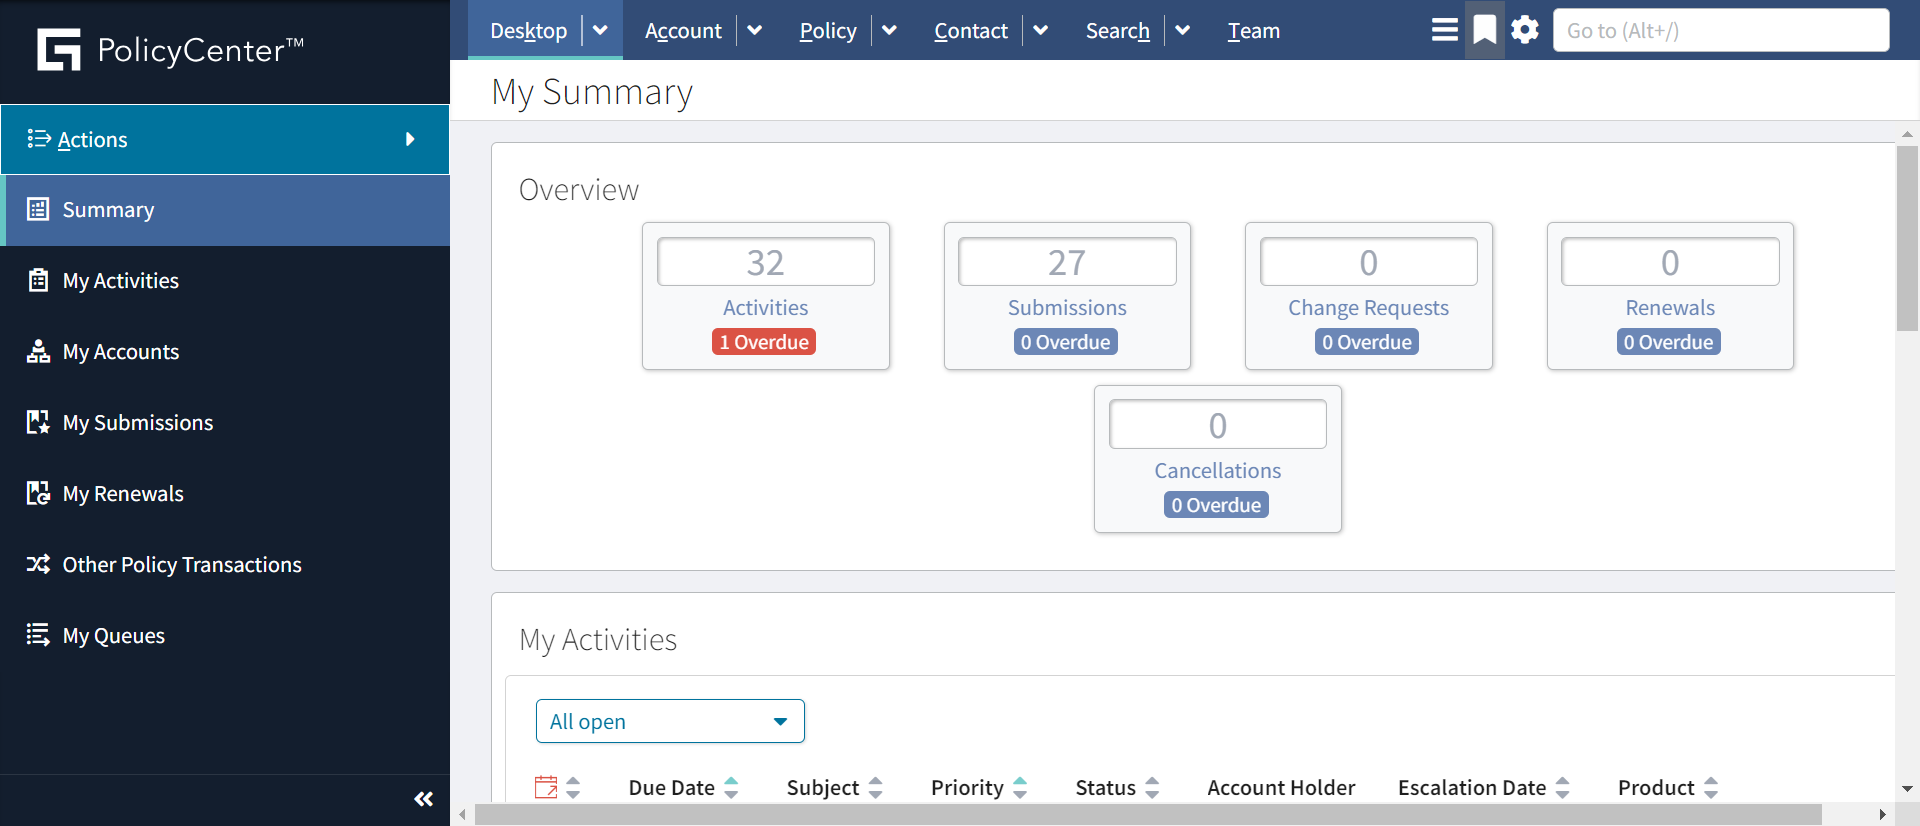 PolicyCenter™
Desktop
Account
Policy
Contact
Search
Team
Go to (Alt+/)
My Summary
Actions
Summary
My Activities
My Accounts
My Submissions
My Renewals
Other Policy Transactions
My Queues
Overview
32
Activities
1 Overdue
27
Submissions
0 Overdue
0
Change Requests
0 Overdue
0
Renewals
0 Overdue
0
Cancellations
0 Overdue
My Activities
All open
Due Date
Subject
Priority
Status
Account Holder
Escalation Date
Product